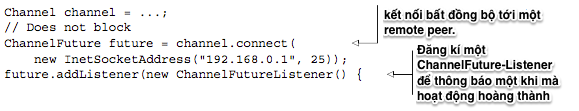 Channel channel = ...;
// Does not block
ChannelFuture future = channel.connect(
new InetSocketAddress("192.168.0.1", 25));
future.addListener(new ChannelFutureListener() {
kết nối bất đồng bộ tới một
remote peer.
Đăng kí một
ChannelFuture-Listener
để thông báo một khi mà
hoạt động hoàng thành